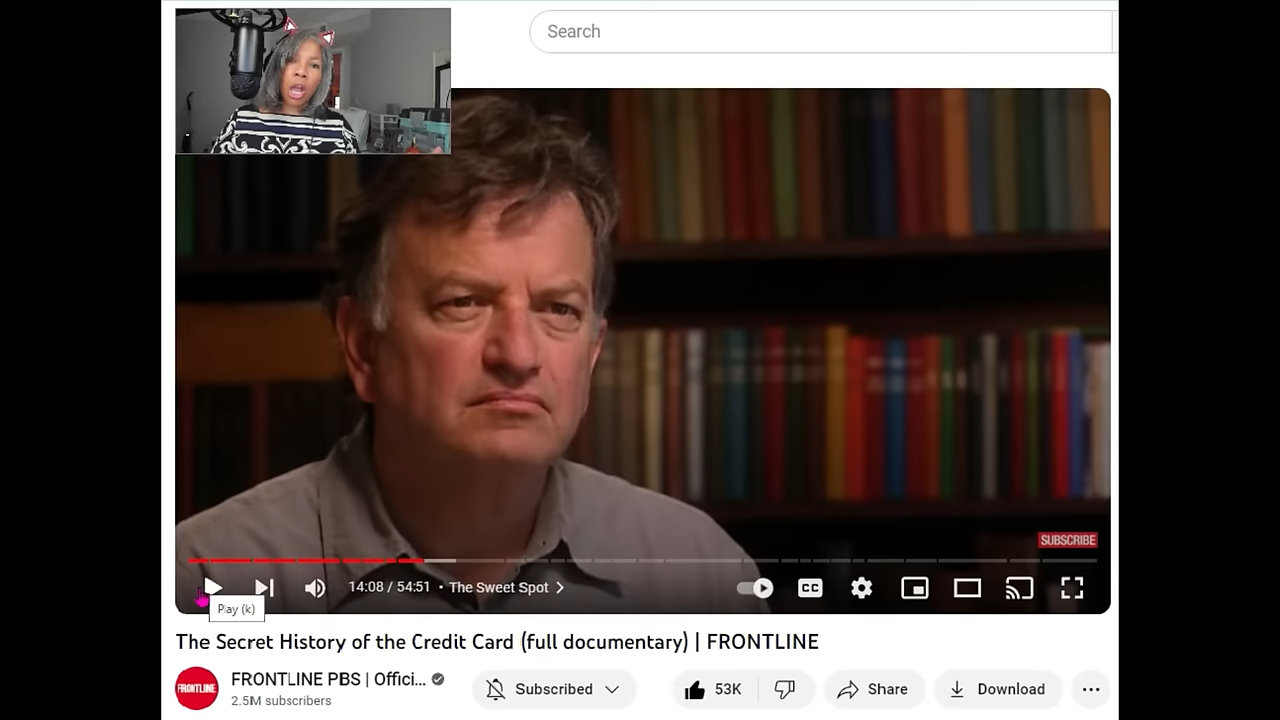 Search
SUBSCRIBE
14:08 / 54:51 • The Sweet Spot
Play (k)
The Secret History of the Credit Card (full documentary) | FRONTLINE
FRONTLINE
FRONTLINE PBS | Offici...
2.5M subscribers
Subscribed
53K
Share
Download
CC